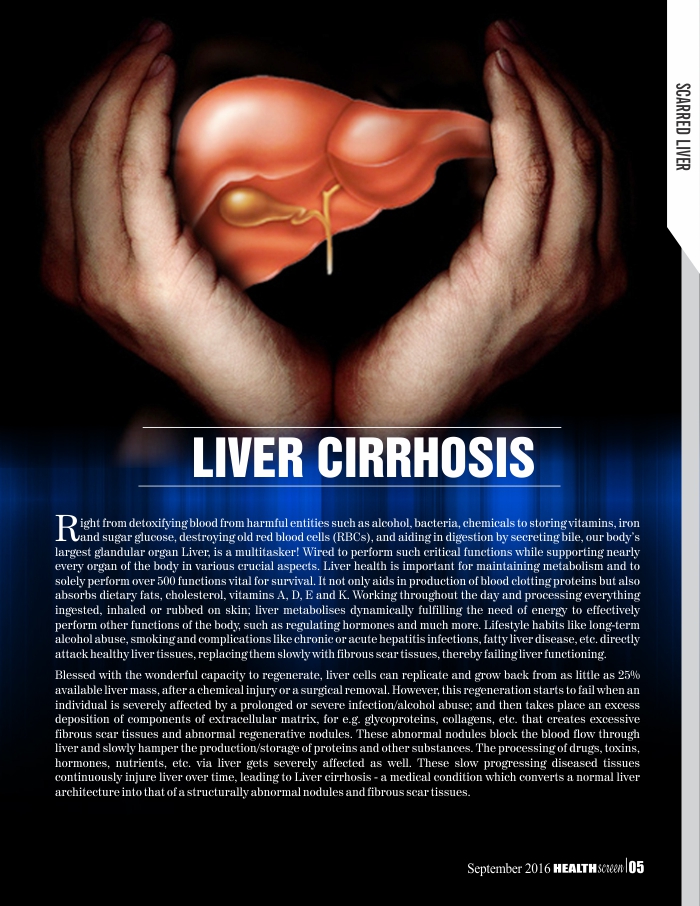 SCARRED LIVER
LIVER CIRRHOSIS
Right from detoxifying blood from harmful entities such as alcohol, bacteria, chemicals to storing vitamins, iron
and sugar glucose, destroying old red blood cells (RBCs), and aiding in digestion by secreting bile, our body's
largest glandular organ Liver, is a multitasker! Wired to perform such critical functions while supporting nearly
every organ of the body in various crucial aspects. Liver health is important for maintaining metabolism and to
solely perform over 500 functions vital for survival. It not only aids in production of blood clotting proteins but also
absorbs dietary fats, cholesterol, vitamins A, D, E and K. Working throughout the day and processing everything
ingested, inhaled or rubbed on skin; liver metabolises dynamically fulfilling the need of energy to effectively
perform other functions of the body, such as regulating hormones and much more. Lifestyle habits like long-term
alcohol abuse, smoking and complications like chronic or acute hepatitis infections, fatty liver disease, etc. directly
attack healthy liver tissues, replacing them slowly with fibrous scar tissues, thereby failing liver functioning.
Blessed with the wonderful capacity to regenerate, liver cells can replicate and grow back from as little as 25%
available liver mass, after a chemical injury or a surgical removal. However, this regeneration starts to fail when an
individual is severely affected by a prolonged or severe infection/alcohol abuse; and then takes place an excess
deposition of components of extracellular matrix, for e.g. glycoproteins, collagens, etc. that creates excessive
fibrous scar tissues and abnormal regenerative nodules. These abnormal nodules block the blood flow through
liver and slowly hamper the production/storage of proteins and other substances. The processing of drugs, toxins,
hormones, nutrients, etc. via liver gets severely affected as well. These slow progressing diseased tissues
continuously injure liver over time, leading to Liver cirrhosis - a medical condition which converts a normal liver
architecture into that of a structurally abnormal nodules and fibrous scar tissues.
September 2016 HEALTHscreen|05